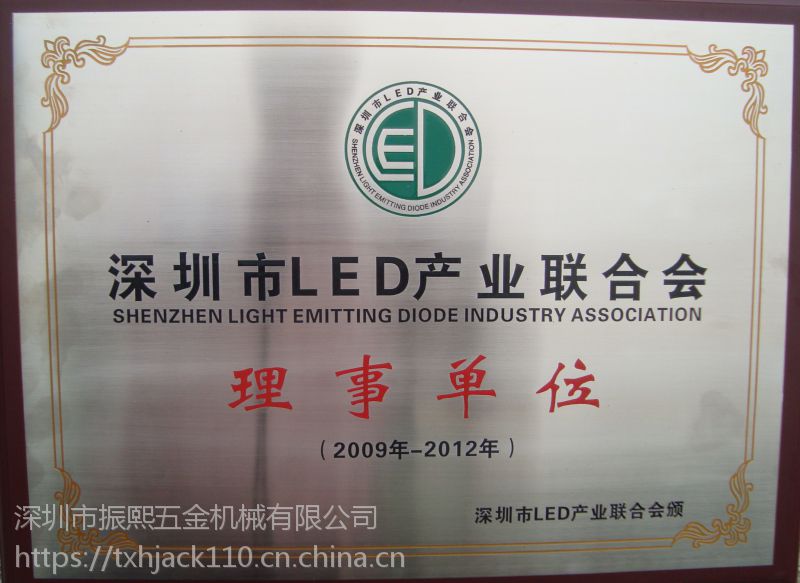 深圳市LED产业联合会
SHENZHEN LIGHT EMITTING DIODE INDUSTRY ASSOCIATION
LED
深圳市LED产业联合会
SHENZHEN LIGHT EMITTING DIODE INDUSTRY ASSOCIATION
理事单位
(2009年-2012年)
深圳市LED产业联合会颁
深圳市振熙五金机械有限公司
https://txhjack110.cn.china.cn